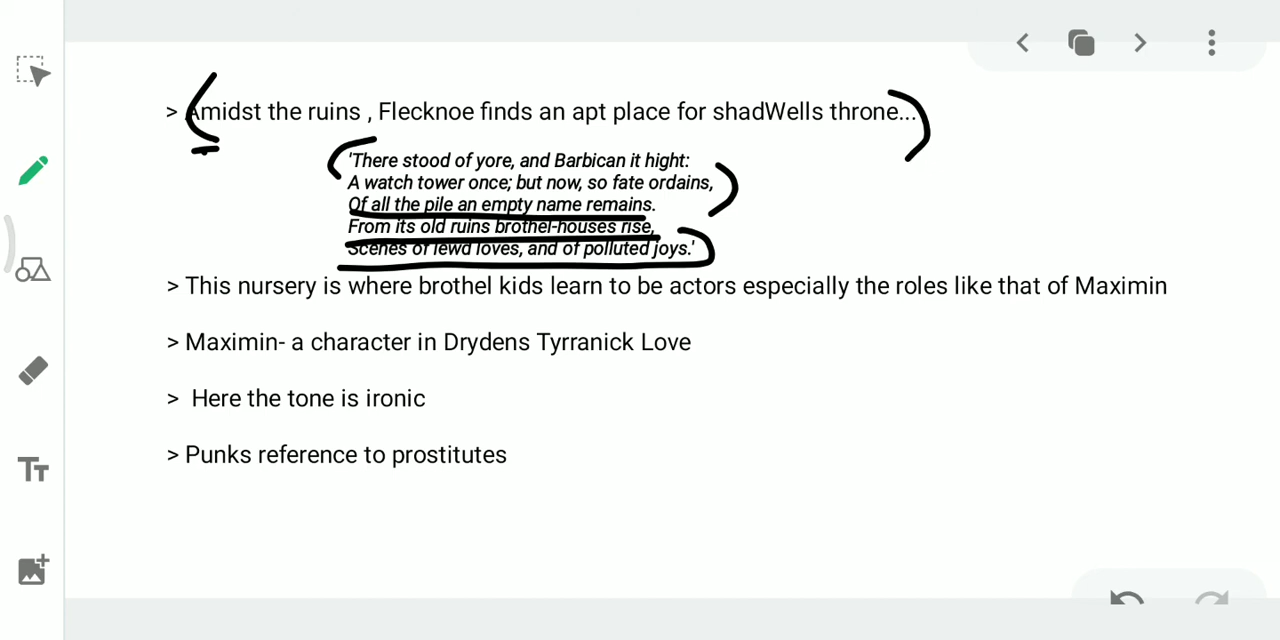 > Amidst the ruins , Flecknoe finds an apt place for shadWells throne...
'There stood of yore, and Barbican it hight:
A watch tower once; but now, so fate ordains,
Of all the pile an empty name remains.
From its old ruins brothel-houses rise,
Scenes of lewd loves, and of polluted joys.'
> This nursery is where brothel kids learn to be actors especially the roles like that of Maximin
> Maximin- a character in Drydens Tyrranick Love
> Here the tone is ironic
> Punks reference to prostitutes
TT